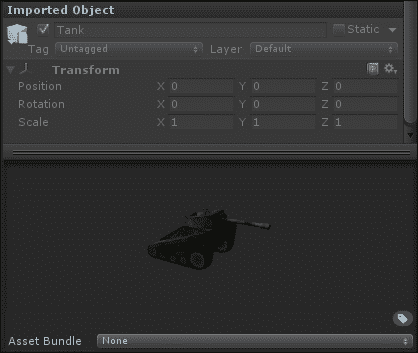 Imported Object
Tank Static
Tag Untagged Layer Default
Transform
Position X 0 Y 0 Z 0
Rotation X 0 Y 0 Z 0
Scale X 1 Y 1 Z 1
Asset Bundle None